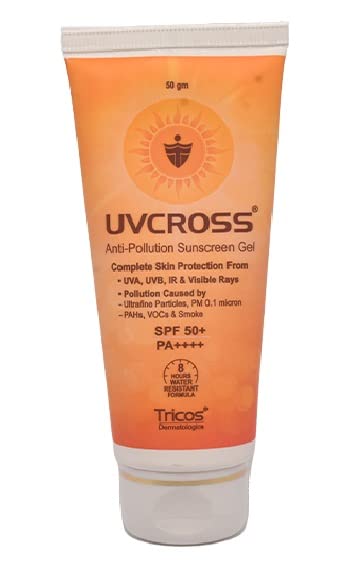 50 gm
UVCROSS®
Anti-Pollution Sunscreen Gel
Complete Skin Protection From
• UVA, UVB, IR & Visible Rays
• Pollution Caused by
– Ultrafine Particles, PM 0.1 micron
– PAHs, VOCs & Smoke
SPF 50+
PA++++
8
HOURS
WATER
RESISTANT
FORMULA
Tricos
Dermatologics